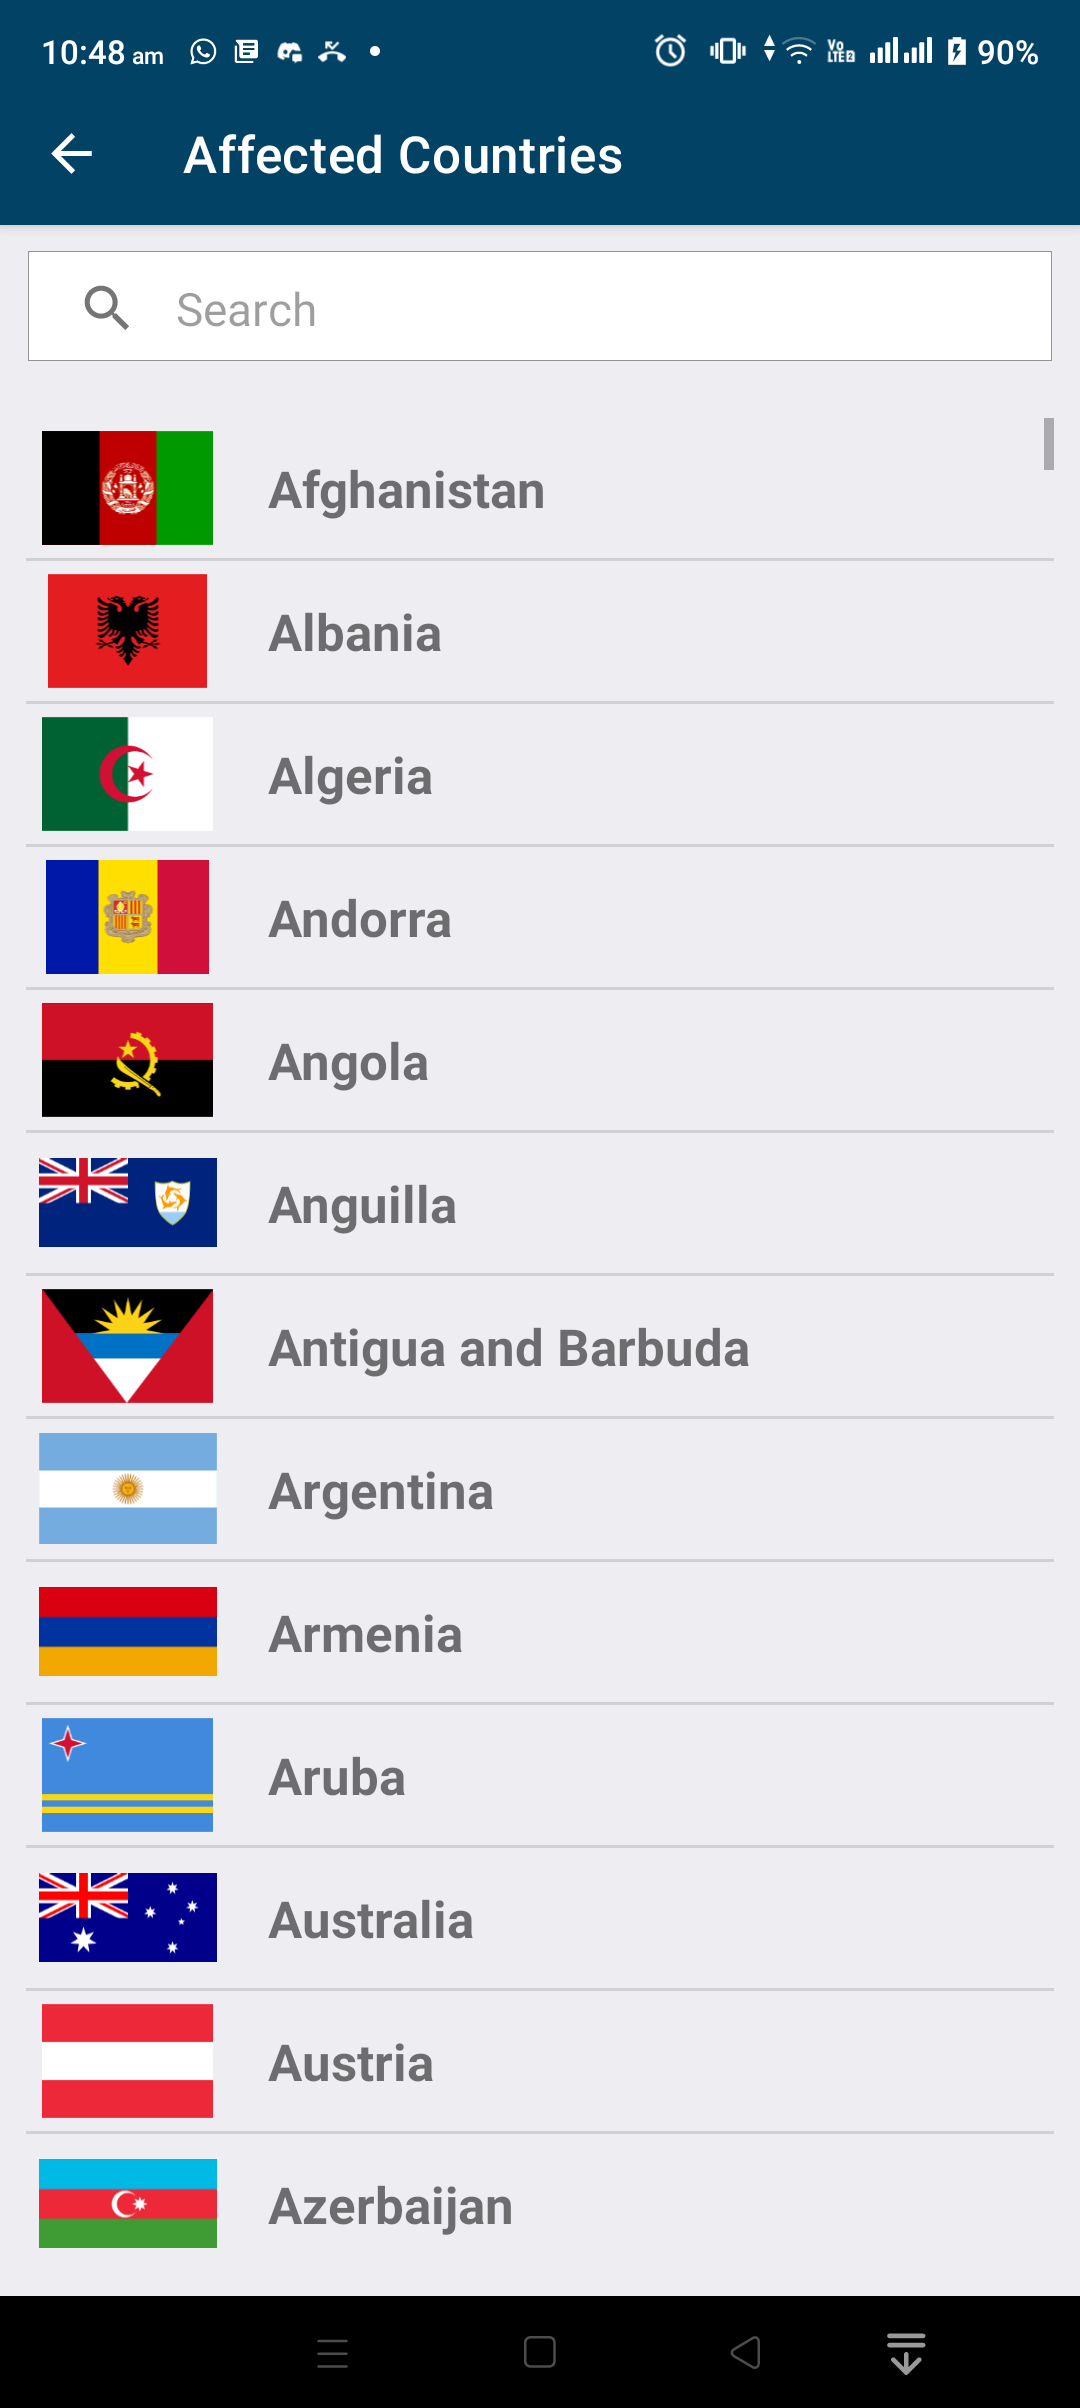 10:48 am 90%
Affected Countries
Search
Afghanistan
Albania
Algeria
Andorra
Angola
Anguilla
Antigua and Barbuda
Argentina
Armenia
Aruba
Australia
Austria
Azerbaijan